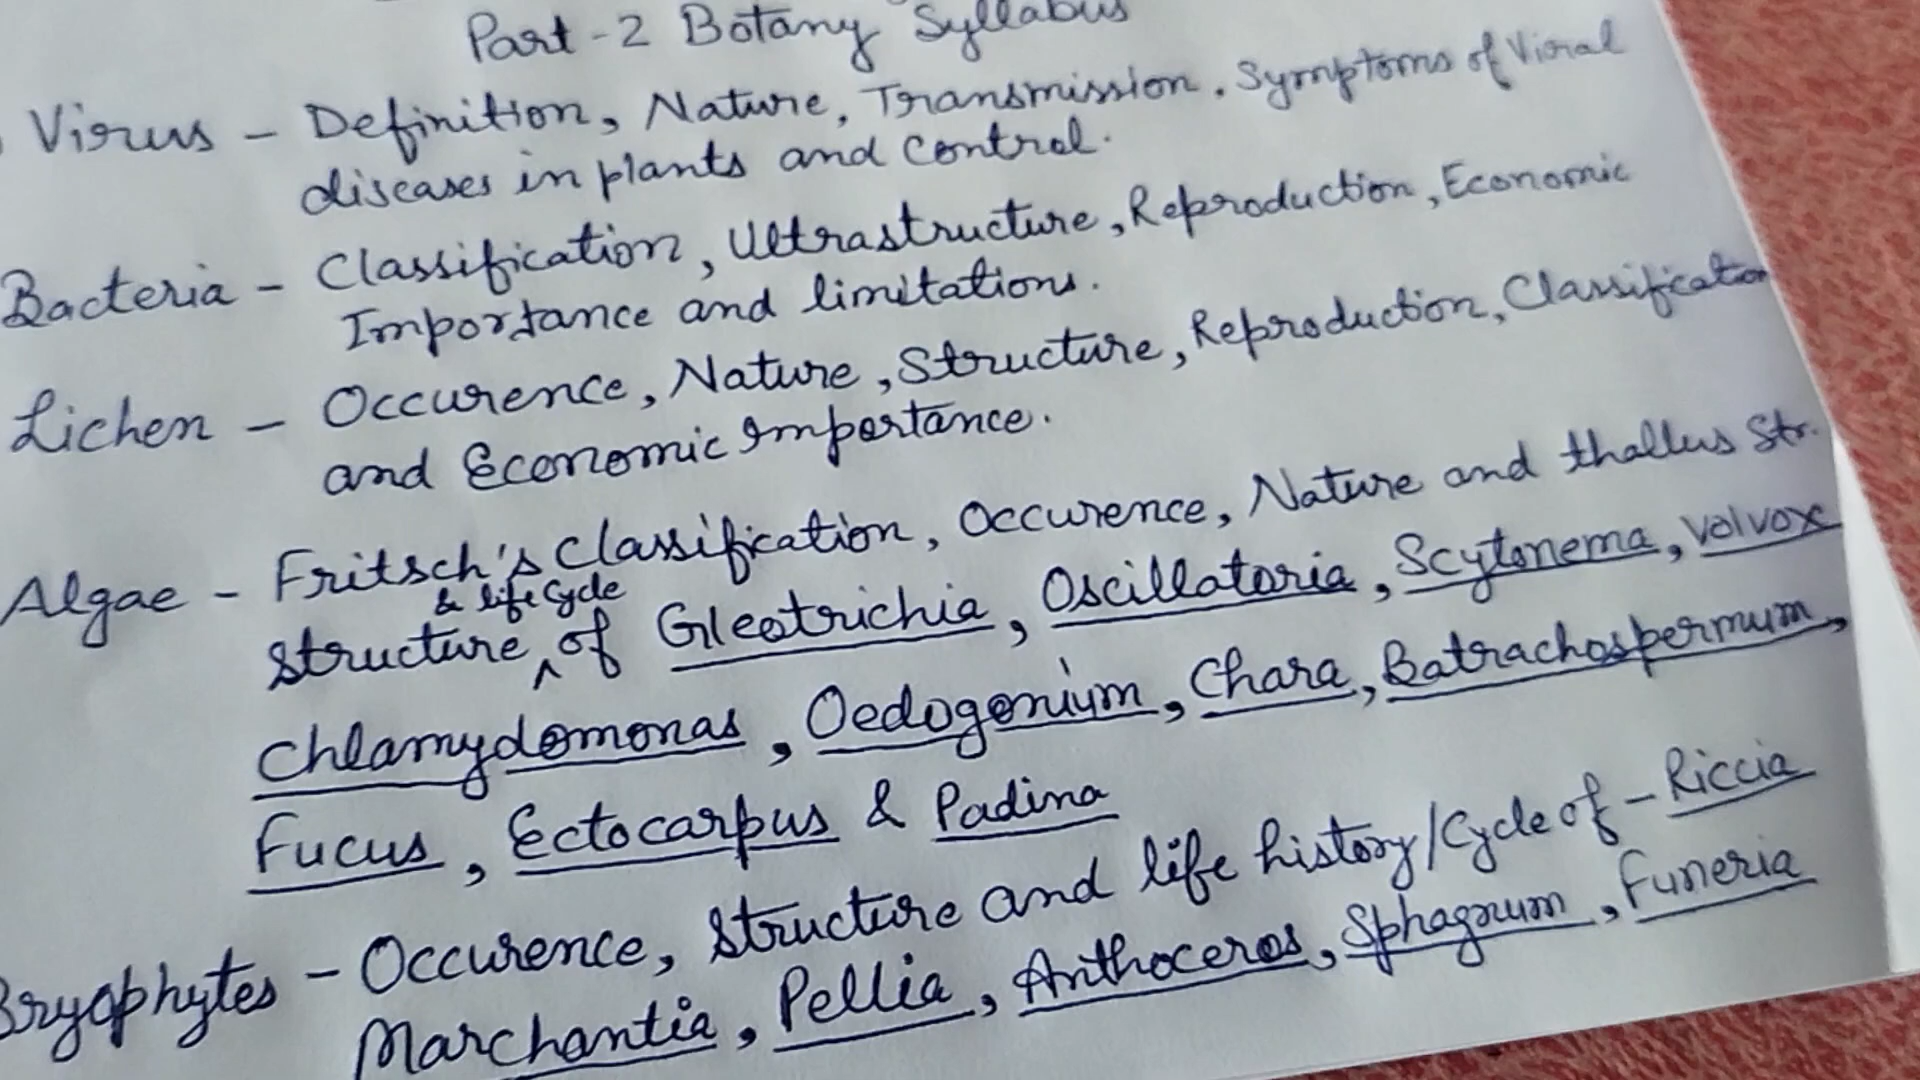 Part-2 Botany Syllabus
Virus - Definition, Nature, Transmission. Symptoms of Viral
diseases in plants and Control.
Bacteria - Classification, Ultrastructure, Reproduction, Economic
Importance and limitations.
Lichen - Occurence, Nature, Structure, Reproduction, Classification
and Economic Importance.
Algae - Fritsch's Classification, Occurence, Nature and thallus Str.
& life Cycle
Structure of Gleotrichia, Oscillatoria, Scytonema, Volvox
Chlamydomonas, Oedogonium, Chara, Batrachospermum,
Fucus, Ectocarpus & Padina
Bryophytes - Occurence, Structure and life history/Cycle of - Riccia
Marchantia, Pellia, Anthoceros, Sphagnum, Funeria